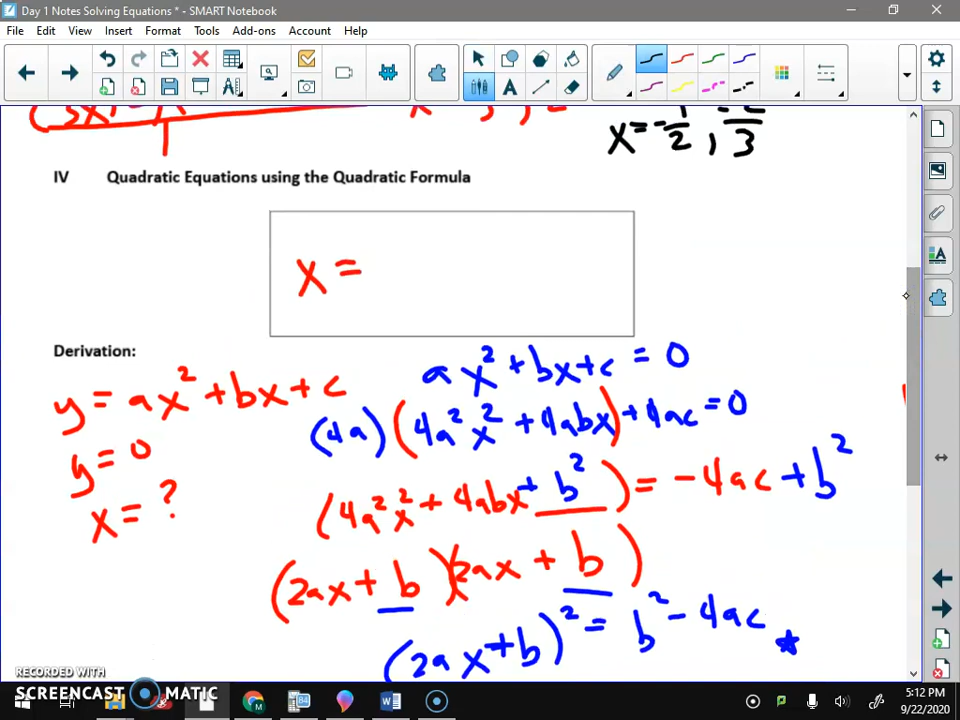 Day 1 Notes Solving Equations * - SMART Notebook
File Edit View Insert Format Tools Add-ons Account Help
x = -1/2 , -2/3
IV Quadratic Equations using the Quadratic Formula
x =
Derivation:
y = ax² + bx + c
y = 0
x = ?
ax² + bx + c = 0
(4a) (4a²x² + 4abx) + 4ac = 0
(4a²x² + 4abx + b²) = -4ac + b²
(2ax + b)(2ax + b)
(2ax + b)² = b² - 4ac ★
RECORDED WITH
SCREENCAST MATIC
84
5:12 PM
9/22/2020